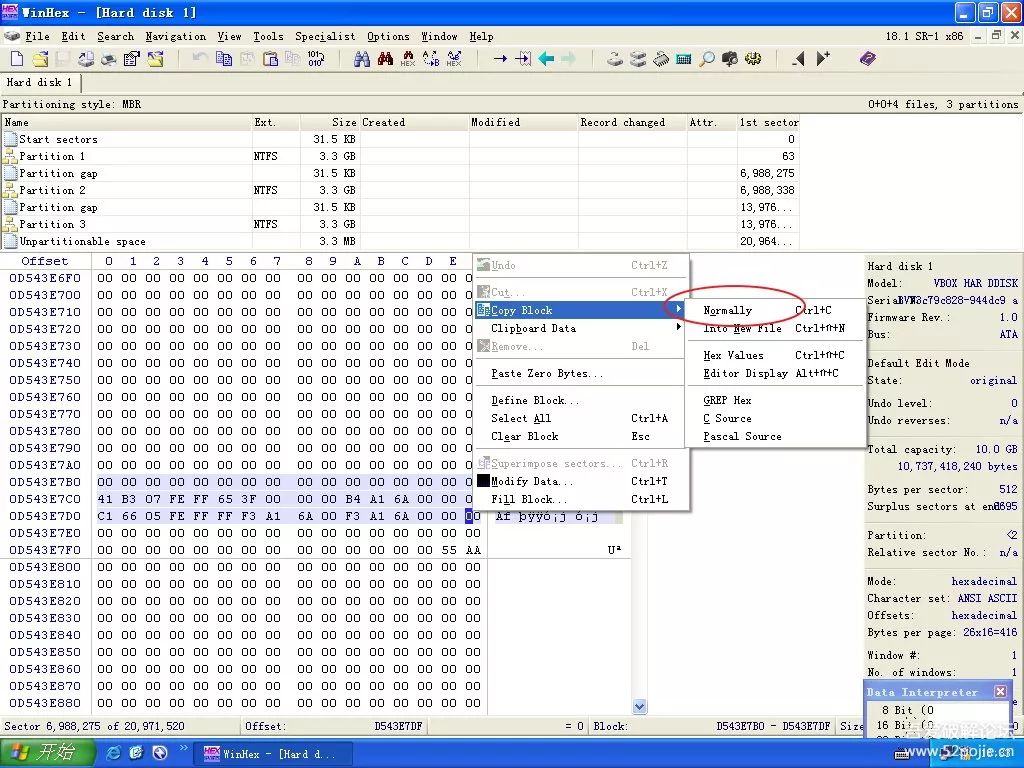 WinHex - [Hard disk 1]
File Edit Search Navigation View Tools Specialist Options Window Help 18.1 SR-1 x86
Hard disk 1
Partitioning style: MBR 0+0+4 files, 3 partitions
Name Ext. Size Created Modified Record changed Attr. 1st sector
Start sectors 31.5 KB 0
Partition 1 NTFS 3.3 GB 63
Partition gap 31.5 KB 6,988,275
Partition 2 NTFS 3.3 GB 6,988,338
Partition gap 31.5 KB 13,976...
Partition 3 NTFS 3.3 GB 13,976...
Unpartitionable space 3.3 MB 20,964...
Offset 0 1 2 3 4 5 6 7 8 9 A B C D E
0D543E6F0 00 00 00 00 00 00 00 00 00 00 00 00 00 00 00 0
0D543E700 00 00 00 00 00 00 00 00 00 00 00 00 00 00 00 0
0D543E710 00 00 00 00 00 00 00 00 00 00 00 00 00 00 00 0
0D543E720 00 00 00 00 00 00 00 00 00 00 00 00 00 00 00 0
0D543E730 00 00 00 00 00 00 00 00 00 00 00 00 00 00 00 0
0D543E740 00 00 00 00 00 00 00 00 00 00 00 00 00 00 00 0
0D543E750 00 00 00 00 00 00 00 00 00 00 00 00 00 00 00 0
0D543E760 00 00 00 00 00 00 00 00 00 00 00 00 00 00 00 0
0D543E770 00 00 00 00 00 00 00 00 00 00 00 00 00 00 00 0
0D543E780 00 00 00 00 00 00 00 00 00 00 00 00 00 00 00 0
0D543E790 00 00 00 00 00 00 00 00 00 00 00 00 00 00 00 0
0D543E7A0 00 00 00 00 00 00 00 00 00 00 00 00 00 00 00 0
0D543E7B0 00 00 00 00 00 00 00 00 00 00 00 00 00 00 00 0
0D543E7C0 41 B3 07 FE FF 65 3F 00 00 00 B4 A1 6A 00 00 0
0D543E7D0 C1 66 05 FE FF FF F3 A1 6A 00 F3 A1 6A 00 00 00 Áf þÿÿó¡j ó¡j
0D543E7E0 00 00 00 00 00 00 00 00 00 00 00 00 00 00 00 00
0D543E7F0 00 00 00 00 00 00 00 00 00 00 00 00 00 00 55 AA Uª
0D543E800 00 00 00 00 00 00 00 00 00 00 00 00 00 00 00 00
0D543E810 00 00 00 00 00 00 00 00 00 00 00 00 00 00 00 00
0D543E820 00 00 00 00 00 00 00 00 00 00 00 00 00 00 00 00
0D543E830 00 00 00 00 00 00 00 00 00 00 00 00 00 00 00 00
0D543E840 00 00 00 00 00 00 00 00 00 00 00 00 00 00 00 00
0D543E850 00 00 00 00 00 00 00 00 00 00 00 00 00 00 00 00
0D543E860 00 00 00 00 00 00 00 00 00 00 00 00 00 00 00 00
0D543E870 00 00 00 00 00 00 00 00 00 00 00 00 00 00 00 00
0D543E880 00 00 00 00 00 00 00 00 00 00 00 00 00 00 00 00
Undo Ctrl+Z
Cut... Ctrl+X
Copy Block
Clipboard Data
Remove... Del
Paste Zero Bytes...
Define Block...
Select All Ctrl+A
Clear Block Esc
Superimpose sectors... Ctrl+R
Modify Data... Ctrl+T
Fill Block... Ctrl+L
Normally Ctrl+C
Into New File Ctrl+⇑+N
Hex Values Ctrl+⇑+C
Editor Display Alt+⇑+C
GREP Hex
C Source
Pascal Source
Hard disk 1
Model: VBOX HAR DDISK
Firmware Rev.: 1.0
Bus: ATA
Default Edit Mode
State: original
Undo level: 0
Undo reverses: n/a
Total capacity: 10.0 GB
10,737,418,240 bytes
Bytes per sector: 512
Surplus sectors at
Partition: <2
Relative sector No.: n/a
Mode: hexadecimal
Character set: ANSI ASCII
Offsets: hexadecimal
Bytes per page: 26x16=416
Window #: 1
No. of windows: 1
Data Interpreter
8 Bit (
16 Bit (
Sector 6,988,275 of 20,971,520 Offset: D543E7DF = 0 Block: D543E7B0 - D543E7DF Size
开始 WinHex - [Hard d...
吾爱破解论坛
www.52pojie.cn